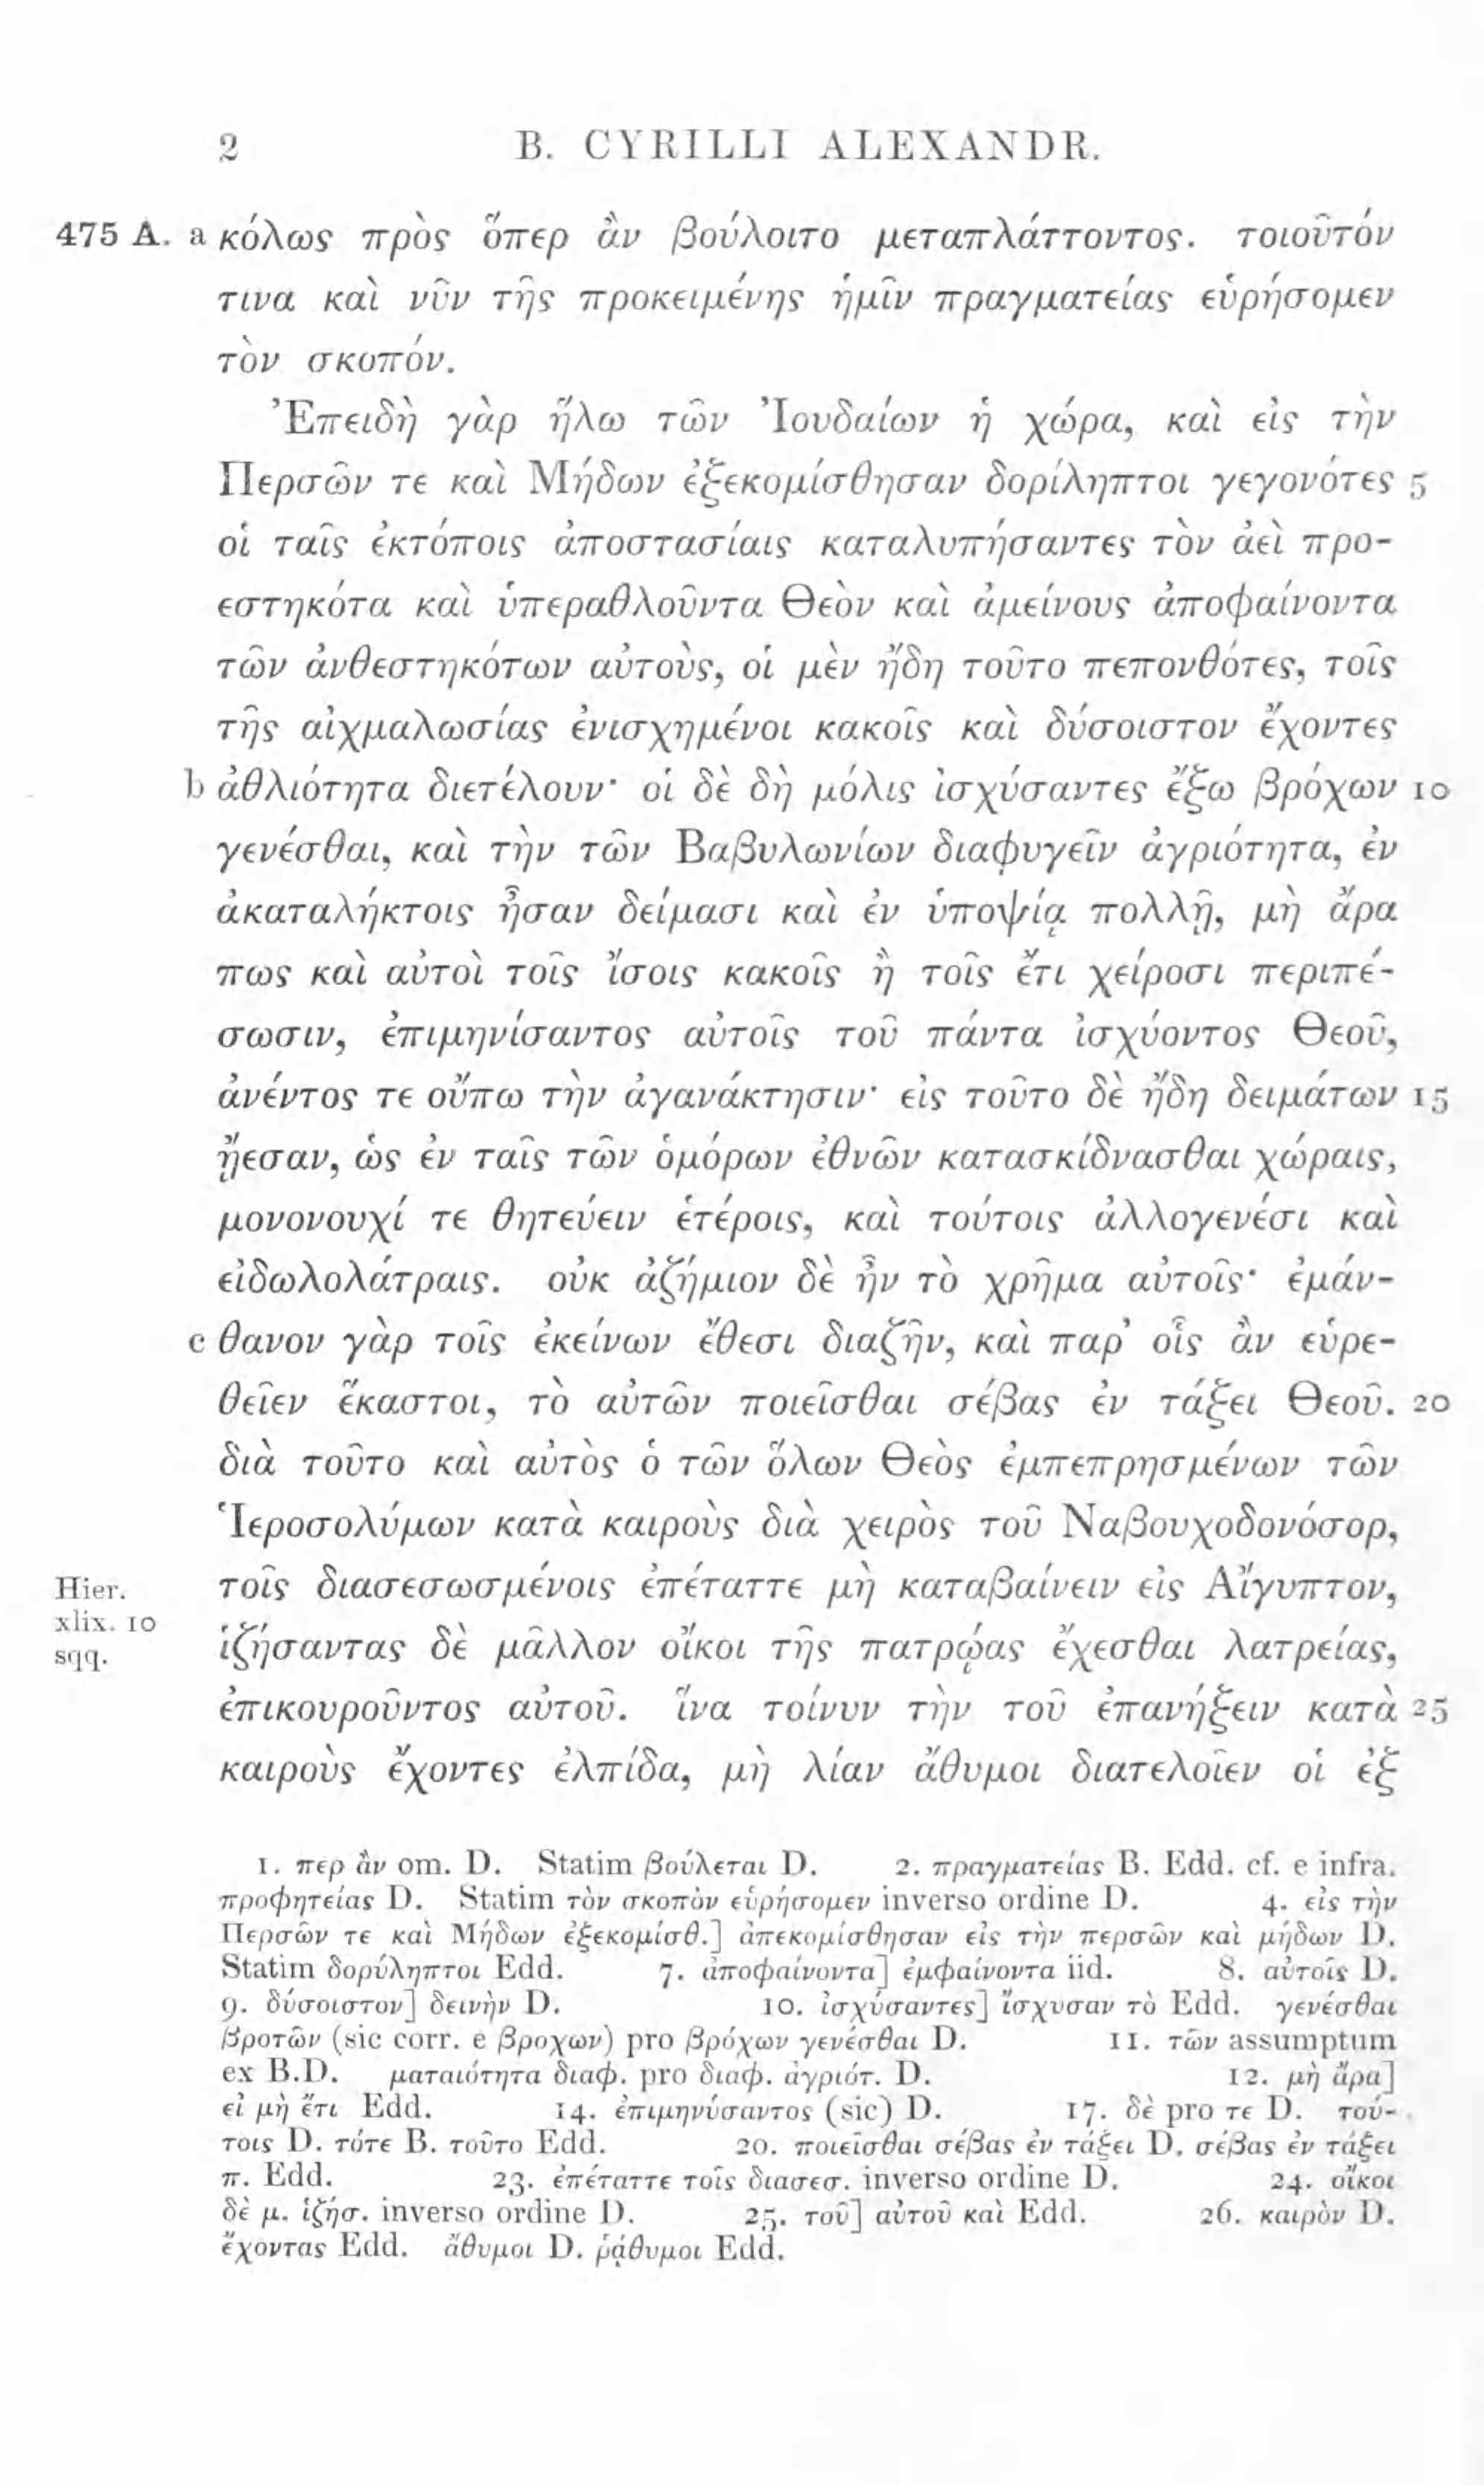 2 B. CYRILLI ALEXANDR.
475 A. a κόλως πρὸς ὅπερ ἂν βούλοιτο μεταπλάττοντος. τοιοῦτόν
τινα καὶ νῦν τῆς προκειμένης ἡμῖν πραγματείας εὑρήσομεν
τὸν σκοπόν.
Ἐπειδὴ γὰρ ἥλω τῶν Ἰουδαίων ἡ χώρα, καὶ εἰς τὴν
Περσῶν τε καὶ Μήδων ἐξεκομίσθησαν δορίληπτοι γεγονότες 5
οἱ ταῖς ἐκτόποις ἀποστασίαις καταλυπήσαντες τὸν ἀεὶ προ-
εστηκότα καὶ ὑπεραθλοῦντα Θεὸν καὶ ἀμείνους ἀποφαίνοντα
τῶν ἀνθεστηκότων αὐτοὺς, οἱ μὲν ἤδη τοῦτο πεπονθότες, τοῖς
τῆς αἰχμαλωσίας ἐνισχημένοι κακοῖς καὶ δύσοιστον ἔχοντες
b ἀθλιότητα διετέλουν· οἱ δὲ δὴ μόλις ἰσχύσαντες ἔξω βρόχων 10
γενέσθαι, καὶ τὴν τῶν Βαβυλωνίων διαφυγεῖν ἀγριότητα, ἐν
ἀκαταλήκτοις ἦσαν δείμασι καὶ ἐν ὑποψίᾳ πολλῇ, μὴ ἄρα
πως καὶ αὐτοὶ τοῖς ἴσοις κακοῖς ἢ τοῖς ἔτι χείροσι περιπέ-
σωσιν, ἐπιμηνίσαντος αὐτοῖς τοῦ πάντα ἰσχύοντος Θεοῦ,
ἀνέντος τε οὔπω τὴν ἀγανάκτησιν· εἰς τοῦτο δὲ ἤδη δειμάτων 15
ᾔεσαν, ὡς ἐν ταῖς τῶν ὁμόρων ἐθνῶν κατασκίδνασθαι χώραις,
μονονουχί τε θητεύειν ἑτέροις, καὶ τούτοις ἀλλογενέσι καὶ
εἰδωλολάτραις. οὐκ ἀζήμιον δὲ ἦν τὸ χρῆμα αὐτοῖς· ἐμάν-
c θανον γὰρ τοῖς ἐκείνων ἔθεσι διαζῆν, καὶ παρ’ οἷς ἂν εὑρε-
θεῖεν ἕκαστοι, τὸ αὐτῶν ποιεῖσθαι σέβας ἐν τάξει Θεοῦ. 20
διὰ τοῦτο καὶ αὐτὸς ὁ τῶν ὅλων Θεὸς ἐμπεπρησμένων τῶν
Ἱεροσολύμων κατὰ καιροὺς διὰ χειρὸς τοῦ Ναβουχοδονόσορ,
Hier. τοῖς διασεσωσμένοις ἐπέταττε μὴ καταβαίνειν εἰς Αἴγυπτον,
xlix. 10
sqq. ἱζήσαντας δὲ μᾶλλον οἴκοι τῆς πατρῴας ἔχεσθαι λατρείας,
ἐπικουροῦντος αὐτοῦ. ἵνα τοίνυν τὴν τοῦ ἐπανήξειν κατὰ 25
καιροὺς ἔχοντες ἐλπίδα, μὴ λίαν ἄθυμοι διατελοῖεν οἱ ἐξ
1. περ ἂν om. D. Statim βούλεται D. 2. πραγματείας B. Edd. cf. e infra.
προφητείας D. Statim τὸν σκοπὸν εὑρήσομεν inverso ordine D. 4. εἰς τὴν
Περσῶν τε καὶ Μήδων ἐξεκομίσθ.] ἀπεκομίσθησαν εἰς τὴν περσῶν καὶ μήδων D.
Statim δορύληπτοι Edd. 7. ἀποφαίνοντα] ἐμφαίνοντα iid. 8. αὐτοῖς D.
9. δύσοιστον] δεινὴν D. 10. ἰσχύσαντες] ἴσχυσαν τὸ Edd. γενέσθαι
βροτῶν (sic corr. e βροχων) pro βρόχων γενέσθαι D. 11. τῶν assumptum
ex B.D. ματαιότητα διαφ. pro διαφ. ἀγριότ. D. 12. μὴ ἄρα]
εἰ μὴ ἔτι Edd. 14. ἐπιμηνύσαντος (sic) D. 17. δὲ pro τε D. τού-
τοις D. τότε B. τοῦτο Edd. 20. ποιεῖσθαι σέβας ἐν τάξει D. σέβας ἐν τάξει
π. Edd. 23. ἐπέταττε τοῖς διασεσ. inverso ordine D. 24. οἴκοι
δὲ μ. ἱζήσ. inverso ordine D. 25. τοῦ] αὐτοῦ καὶ Edd. 26. καιρὸν D.
ἔχοντας Edd. ἄθυμοι D. ῥᾴθυμοι Edd.